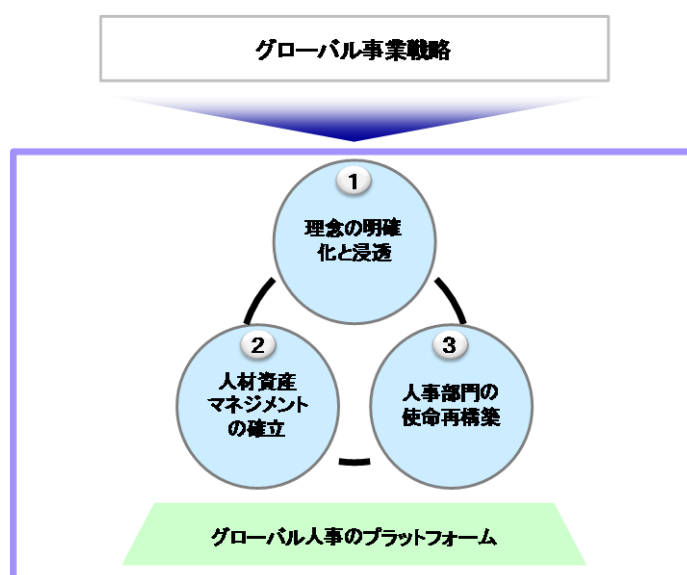 グローバル事業戦略
1
理念の明確
化と浸透
2
人材資産
マネジメント
の確立
3
人事部門の
使命再構築
グローバル人事のプラットフォーム